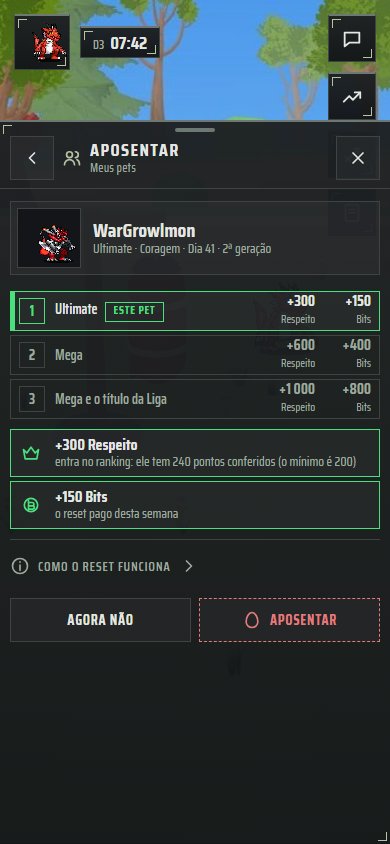 D3 07:42
APOSENTAR
Meus pets
WarGrowlmon
Ultimate · Coragem · Dia 41 · 2ª geração
1 Ultimate ESTE PET +300 Respeito +150 Bits
2 Mega +600 Respeito +400 Bits
3 Mega e o título da Liga +1 000 Respeito +800 Bits
+300 Respeito
entra no ranking: ele tem 240 pontos conferidos (o mínimo é 200)
+150 Bits
o reset pago desta semana
COMO O RESET FUNCIONA
AGORA NÃO
APOSENTAR